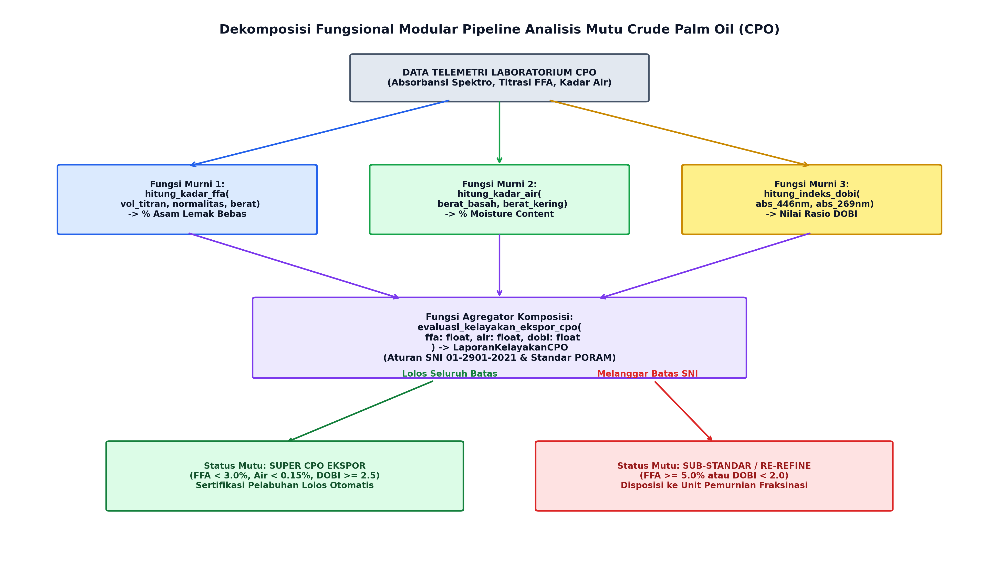 Dekomposisi Fungsional Modular Pipeline Analisis Mutu Crude Palm Oil (CPO)
DATA TELEMETRI LABORATORIUM CPO
(Absorbansi Spektro, Titrasi FFA, Kadar Air)
Fungsi Murni 1:
hitung_kadar_ffa(
vol_titran, normalitas, berat)
-> % Asam Lemak Bebas
Fungsi Murni 2:
hitung_kadar_air(
berat_basah, berat_kering)
-> % Moisture Content
Fungsi Murni 3:
hitung_indeks_dobi(
abs_446nm, abs_269nm)
-> Nilai Rasio DOBI
Fungsi Agregator Komposisi:
evaluasi_kelayakan_ekspor_cpo(
ffa: float, air: float, dobi: float
) -> LaporanKelayakanCPO
(Aturan SNI 01-2901-2021 & Standar PORAM)
Lolos Seluruh Batas
Melanggar Batas SNI
Status Mutu: SUPER CPO EKSPOR
(FFA < 3.0%, Air < 0.15%, DOBI >= 2.5)
Sertifikasi Pelabuhan Lolos Otomatis
Status Mutu: SUB-STANDAR / RE-REFINE
(FFA >= 5.0% atau DOBI < 2.0)
Disposisi ke Unit Pemurnian Fraksinasi